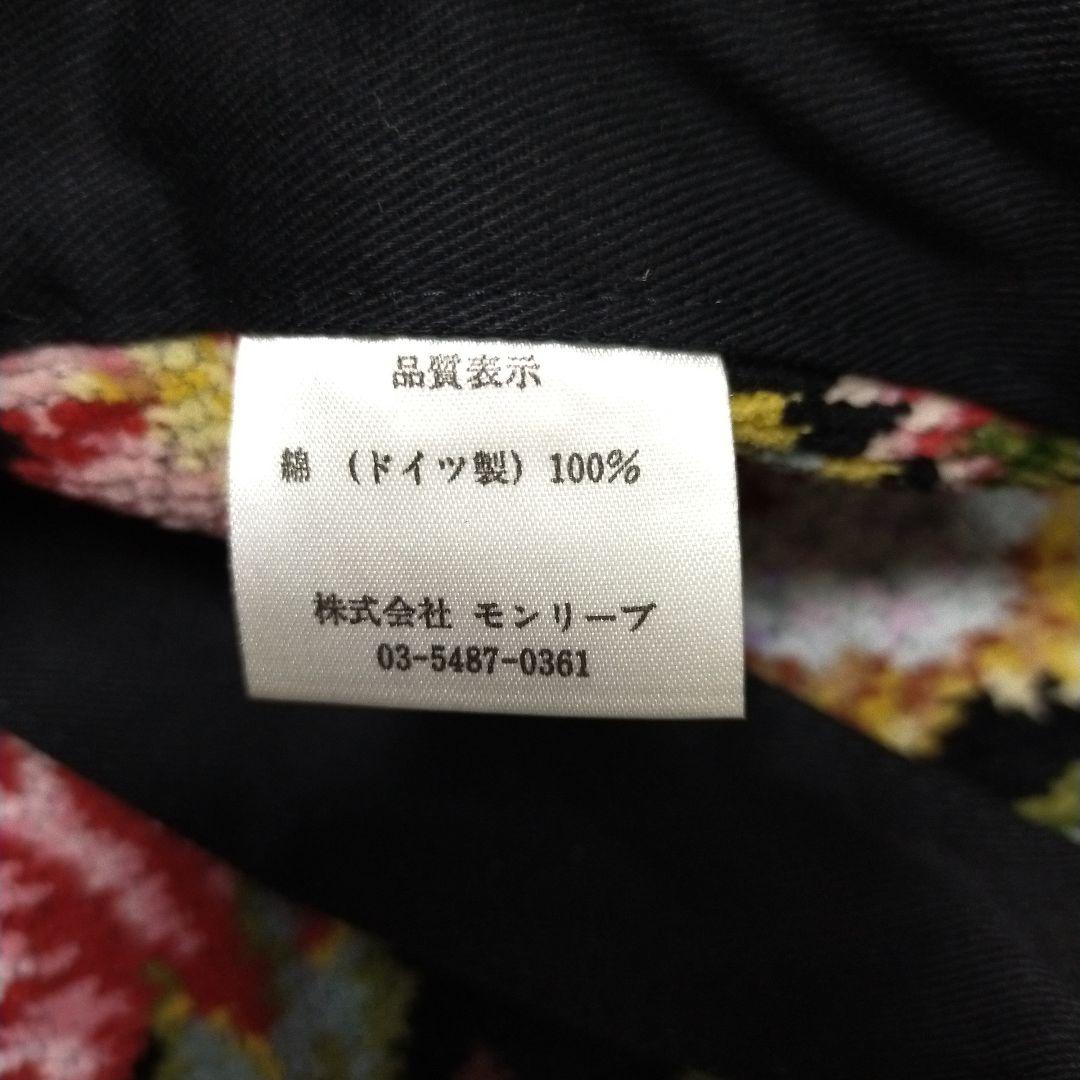 品質表示
綿 (ドイツ製) 100%
株式会社 モンリーブ
03-5487-0361